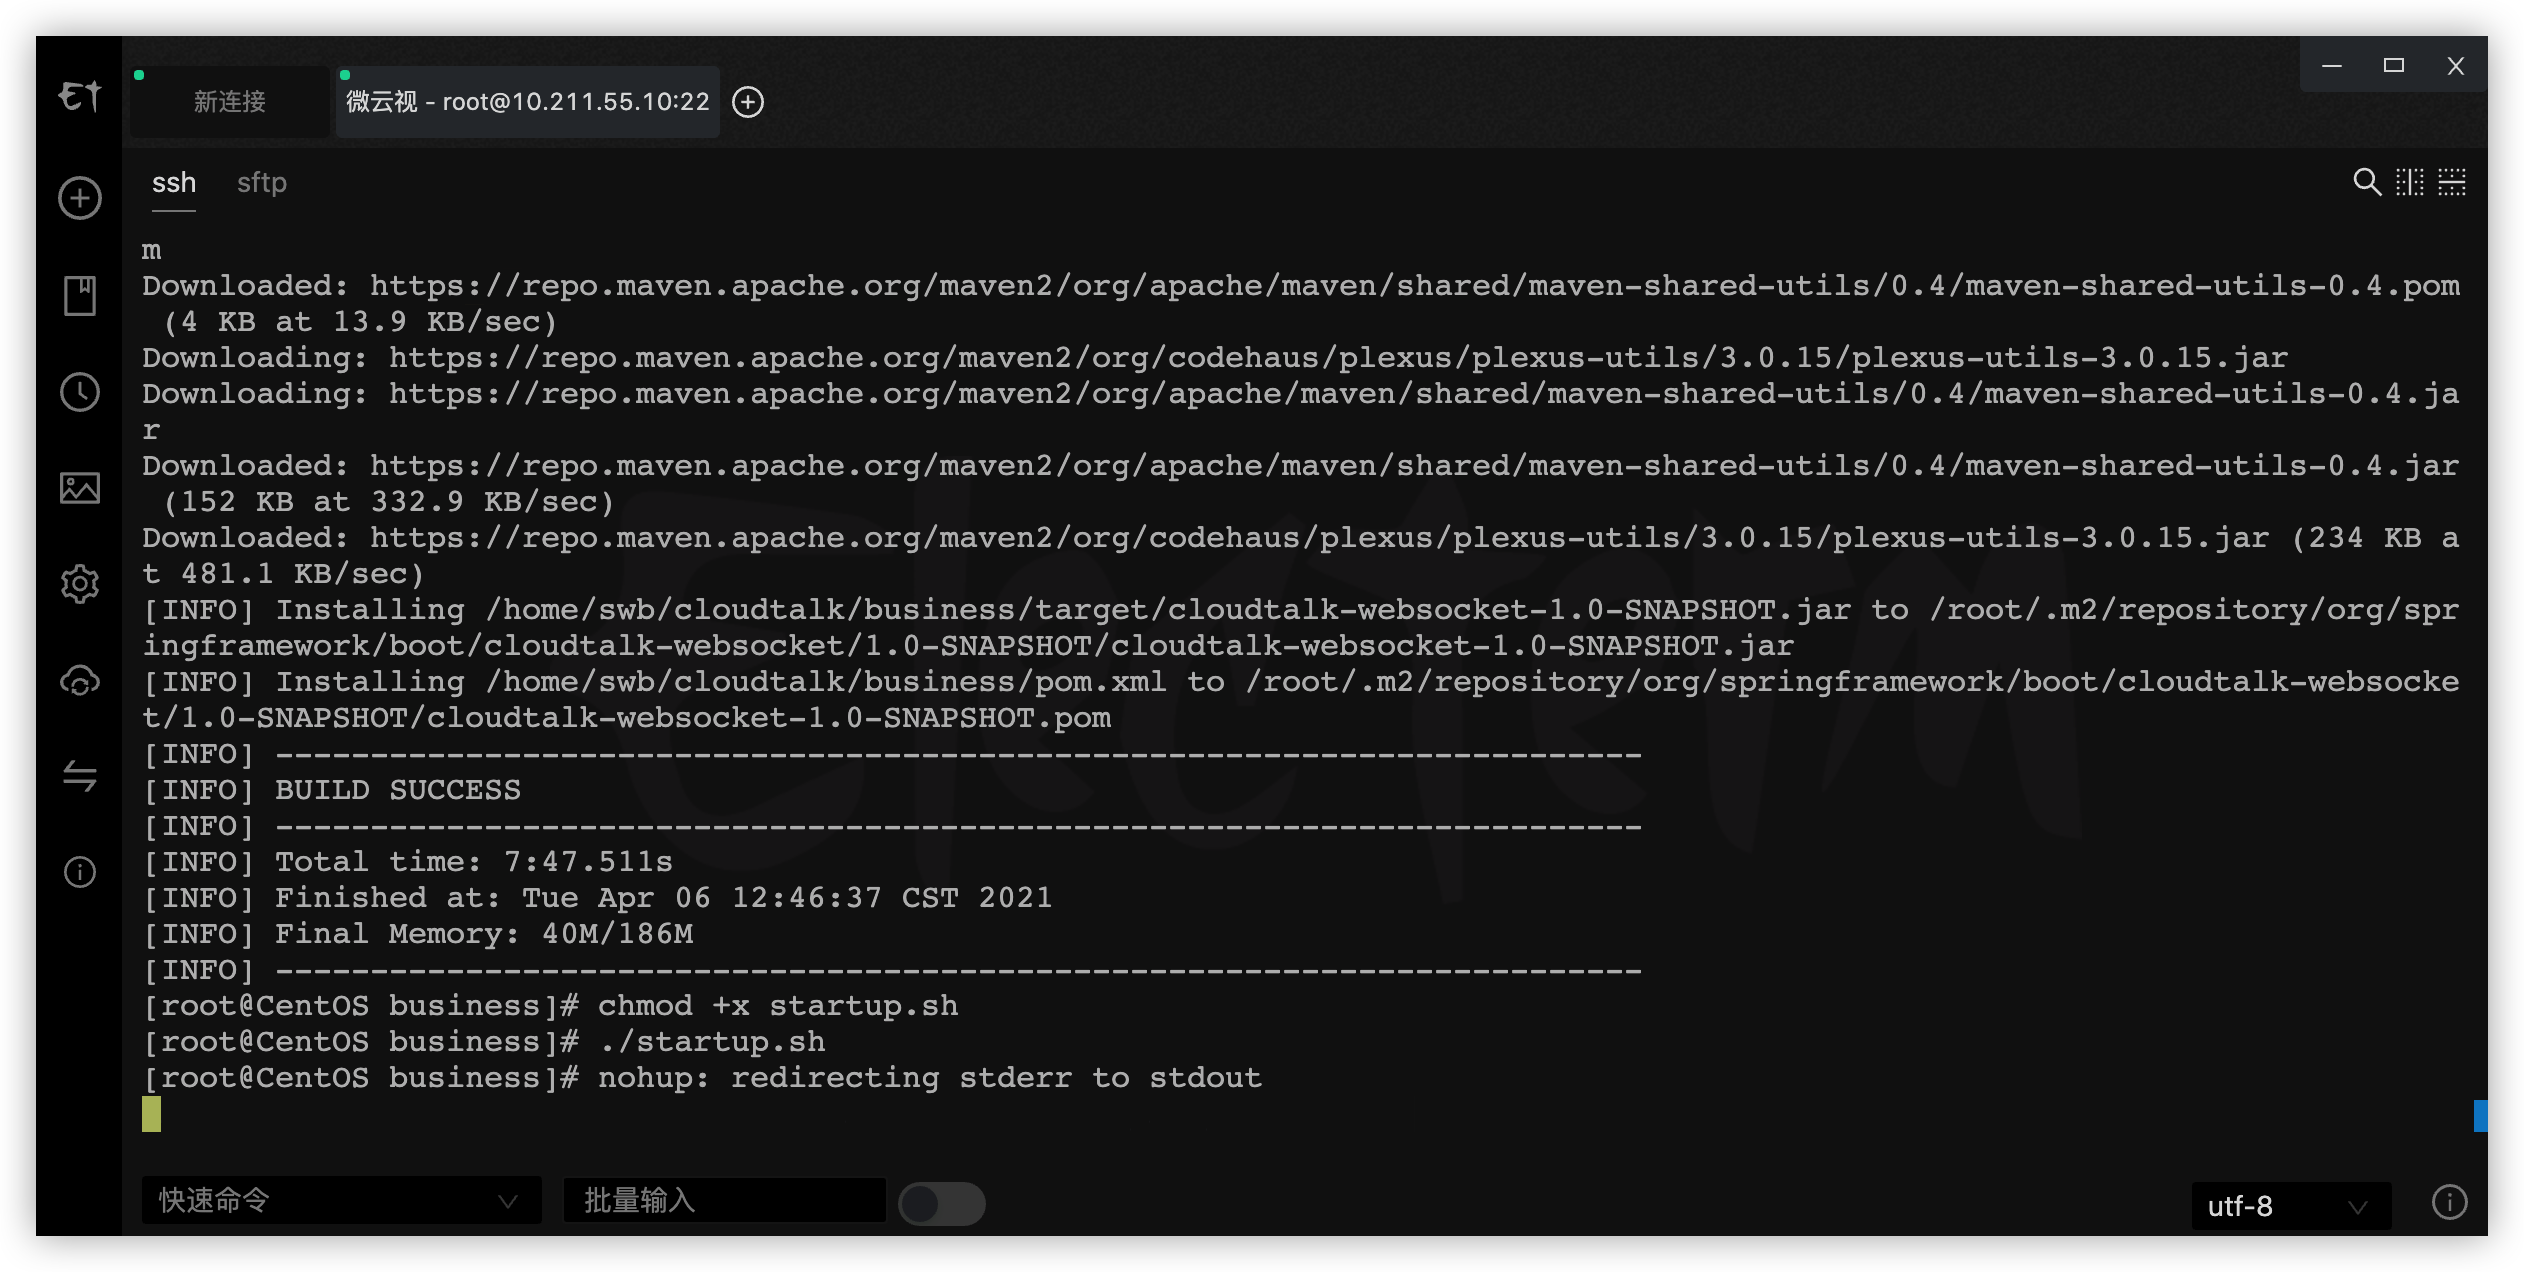 新连接
微云视 - root@10.211.55.10:22
ssh
sftp
m
Downloaded: https://repo.maven.apache.org/maven2/org/apache/maven/shared/maven-shared-utils/0.4/maven-shared-utils-0.4.pom
(4 KB at 13.9 KB/sec)
Downloading: https://repo.maven.apache.org/maven2/org/codehaus/plexus/plexus-utils/3.0.15/plexus-utils-3.0.15.jar
Downloading: https://repo.maven.apache.org/maven2/org/apache/maven/shared/maven-shared-utils/0.4/maven-shared-utils-0.4.ja
r
Downloaded: https://repo.maven.apache.org/maven2/org/apache/maven/shared/maven-shared-utils/0.4/maven-shared-utils-0.4.jar
(152 KB at 332.9 KB/sec)
Downloaded: https://repo.maven.apache.org/maven2/org/codehaus/plexus/plexus-utils/3.0.15/plexus-utils-3.0.15.jar (234 KB a
t 481.1 KB/sec)
[INFO] Installing /home/swb/cloudtalk/business/target/cloudtalk-websocket-1.0-SNAPSHOT.jar to /root/.m2/repository/org/spr
ingframework/boot/cloudtalk-websocket/1.0-SNAPSHOT/cloudtalk-websocket-1.0-SNAPSHOT.jar
[INFO] Installing /home/swb/cloudtalk/business/pom.xml to /root/.m2/repository/org/springframework/boot/cloudtalk-websocke
t/1.0-SNAPSHOT/cloudtalk-websocket-1.0-SNAPSHOT.pom
[INFO] ------------------------------------------------------------------------
[INFO] BUILD SUCCESS
[INFO] ------------------------------------------------------------------------
[INFO] Total time: 7:47.511s
[INFO] Finished at: Tue Apr 06 12:46:37 CST 2021
[INFO] Final Memory: 40M/186M
[INFO] ------------------------------------------------------------------------
[root@CentOS business]# chmod +x startup.sh
[root@CentOS business]# ./startup.sh
[root@CentOS business]# nohup: redirecting stderr to stdout
快速命令
批量输入
utf-8
electerm